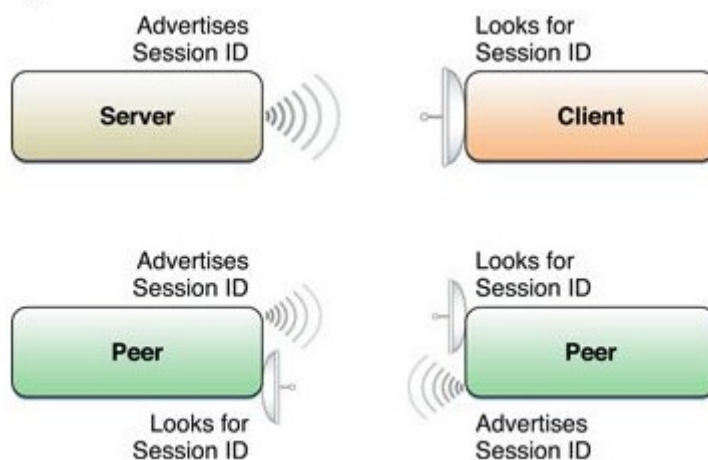 Advertises
Session ID
Server
Looks for
Session ID
Client
Advertises
Session ID
Peer
Looks for
Session ID
Looks for
Session ID
Peer
Advertises
Session ID